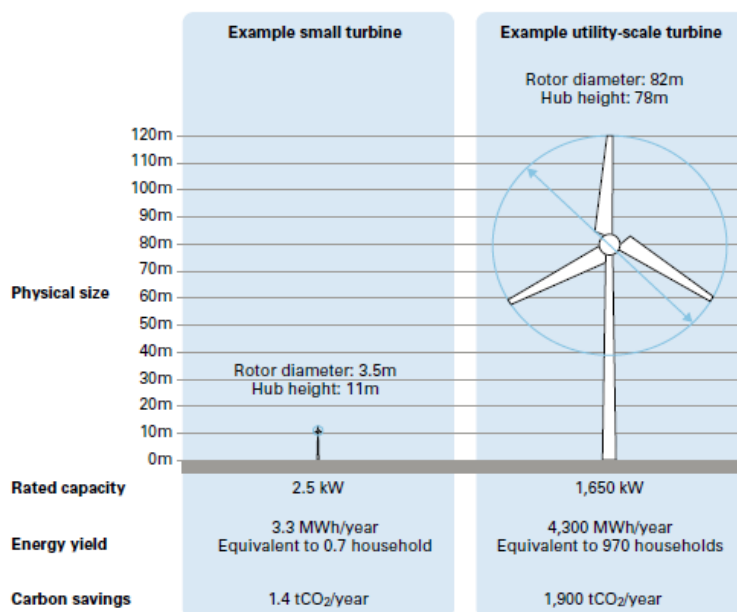 Example small turbine
Example utility-scale turbine
Rotor diameter: 82m
Hub height: 78m
120m
110m
100m
90m
80m
70m
Physical size
60m
50m
40m
Rotor diameter: 3.5m
Hub height: 11m
30m
20m
10m
0m
Rated capacity
2.5 kW
1,650 kW
Energy yield
3.3 MWh/year
Equivalent to 0.7 household
4,300 MWh/year
Equivalent to 970 households
Carbon savings
1.4 tCO₂/year
1,900 tCO₂/year